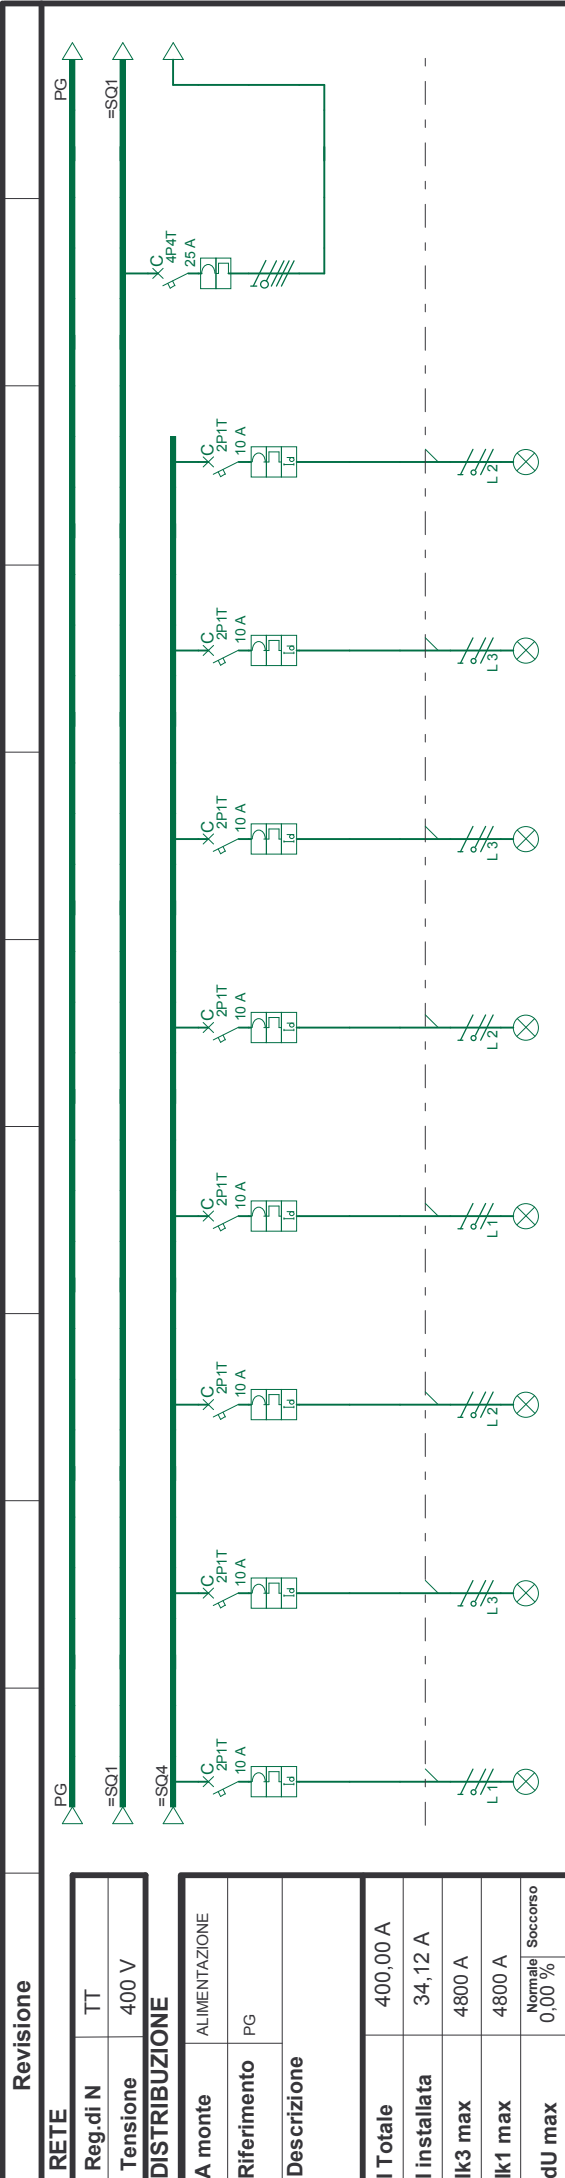 Revisione
RETE
Reg.di N TT
Tensione 400 V
DISTRIBUZIONE
A monte ALIMENTAZIONE
Riferimento PG
Descrizione
I Totale 400,00 A
I installata 34,12 A
Ik3 max 4800 A
Ik1 max 4800 A
dU max Normale 0,00 % Soccorso
PG PG
=SQ1 =SQ1
=SQ4
C 2P1T 10 A Id L 1
C 2P1T 10 A Id L 3
C 2P1T 10 A Id L 2
C 2P1T 10 A Id L 1
C 2P1T 10 A Id L 2
C 2P1T 10 A Id L 3
C 2P1T 10 A Id L 3
C 2P1T 10 A Id L 2
C 4P4T 25 A